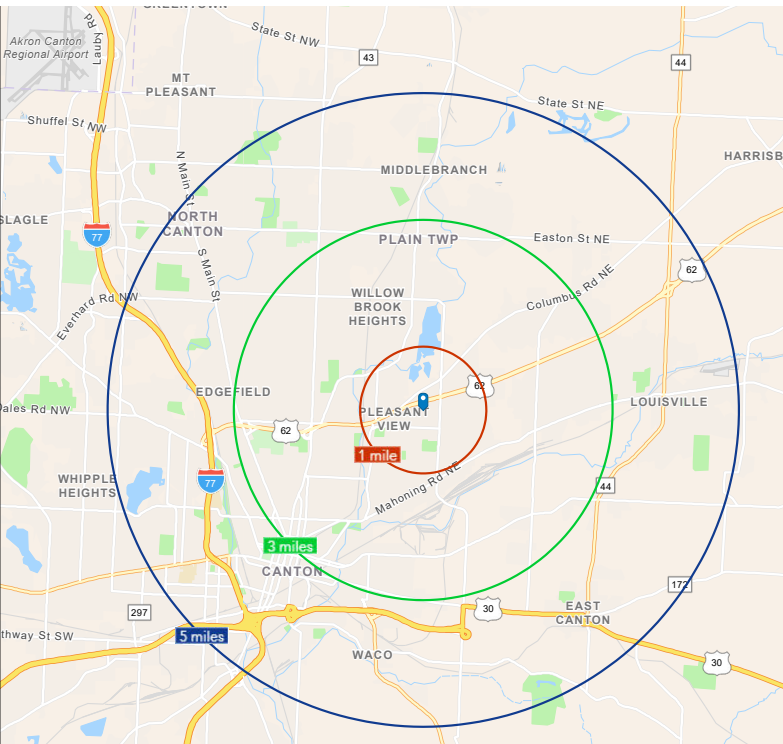 GREENTOWN
Lauby Rd
State St NW
Akron Canton
Regional Airport
43
44
MT
PLEASANT
State St NE
Shuffel St NW
HARRISB
N Main St
MIDDLEBRANCH
SLAGLE
NORTH
CANTON
77
PLAIN TWP
Easton St NE
S Main St
62
Columbus Rd NE
Everhard Rd NW
WILLOW
BROOK
HEIGHTS
EDGEFIELD
62
LOUISVILLE
Dales Rd NW
PLEASANT
VIEW
62
1 mile
WHIPPLE
HEIGHTS
77
Mahoning Rd NE
44
3 miles
CANTON
172
297
30
EAST
CANTON
thway St SW
5 miles
WACO
30